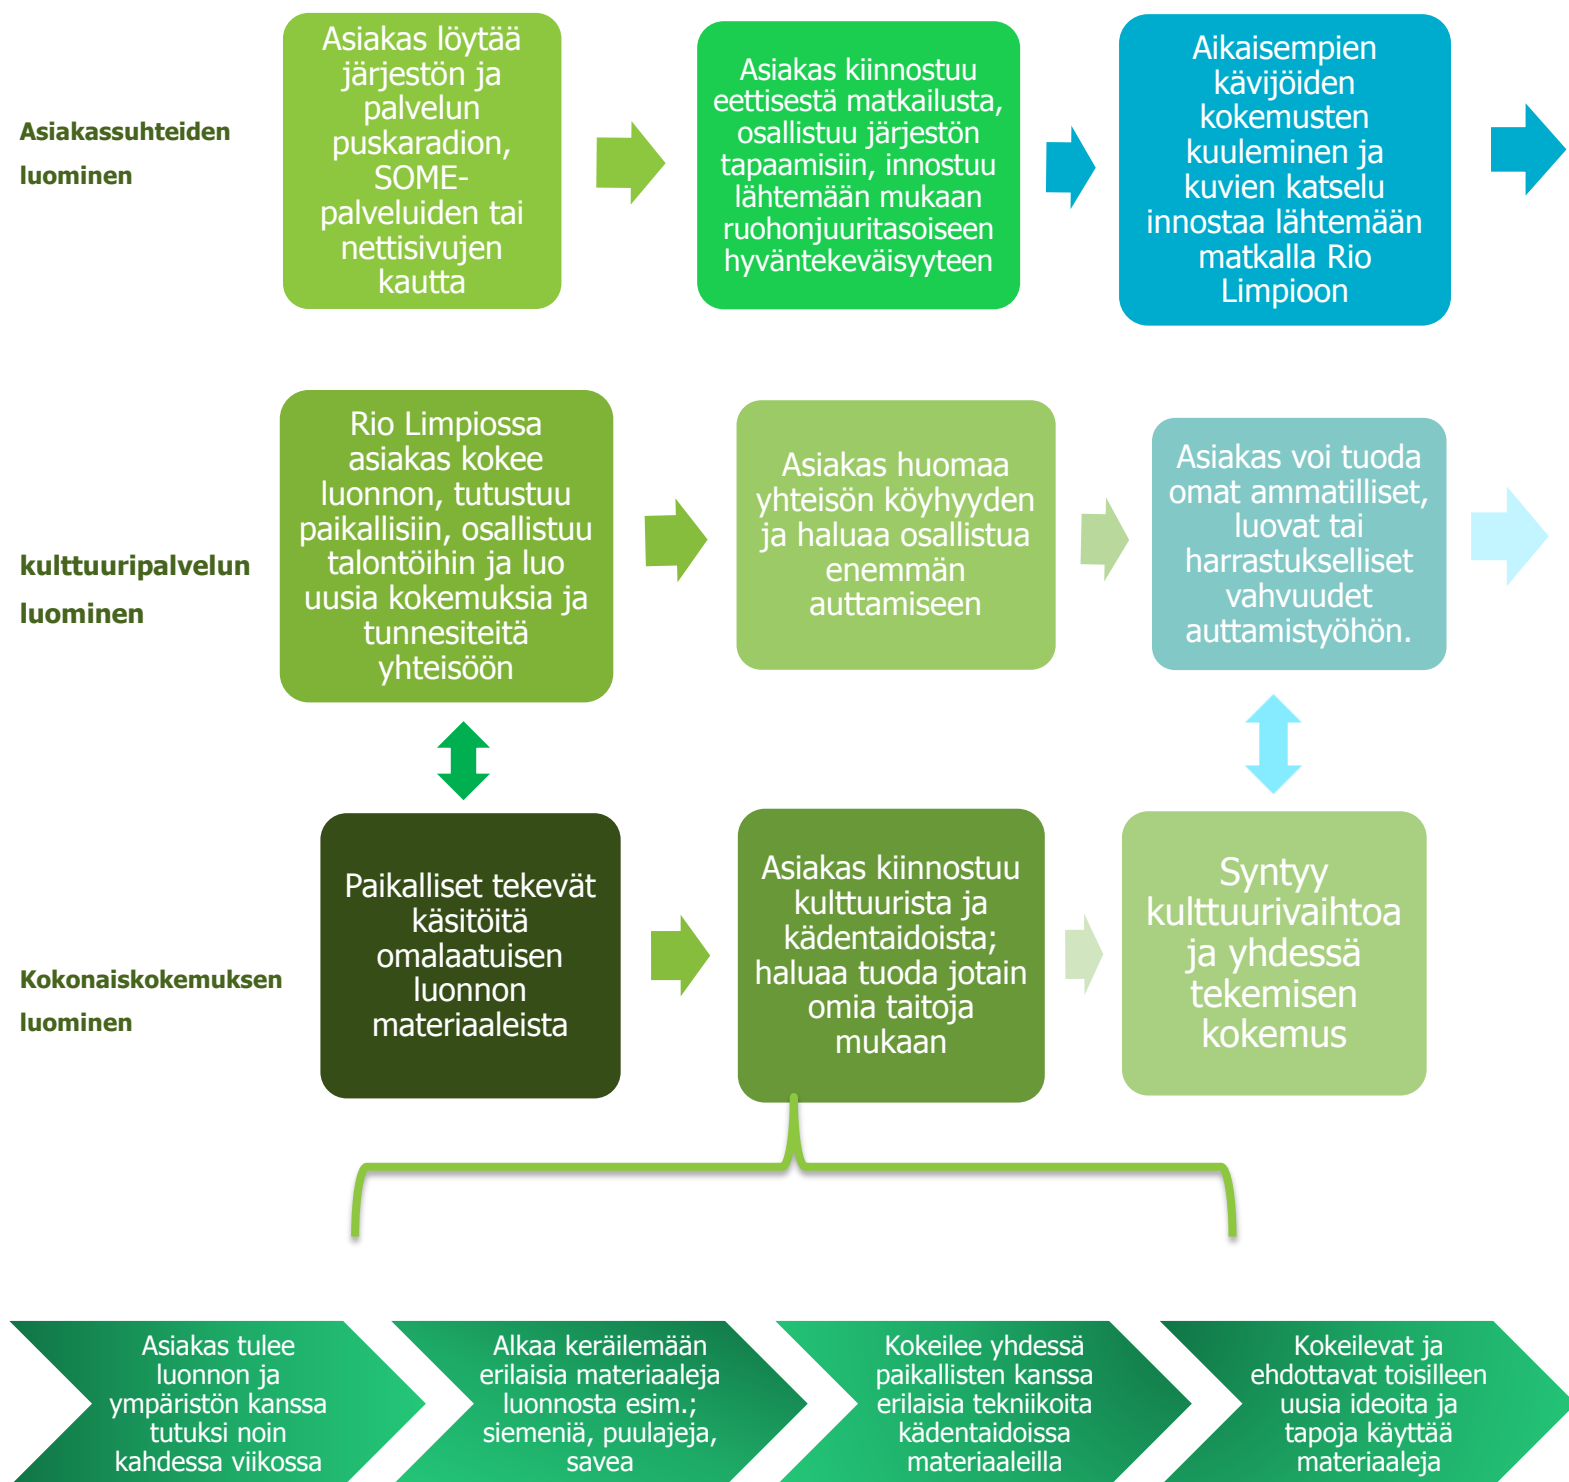 Asiakassuhteiden
luominen
Asiakas löytää
järjestön ja
palvelun
puskaradion,
SOME-
palveluiden tai
nettisivujen
kautta
Asiakas kiinnostuu
eettisestä matkailusta,
osallistuu järjestön
tapaamisiin, innostuu
lähtemään mukaan
ruohonjuuritasoiseen
hyväntekeväisyyteen
Aikaisempien
kävijöiden
kokemusten
kuuleminen ja
kuvien katselu
innostaa lähtemään
matkalla Rio
Limpioon
kulttuuripalvelun
luominen
Rio Limpiossa
asiakas kokee
luonnon, tutustuu
paikallisiin, osallistuu
talontöihin ja luo
uusia kokemuksia ja
tunnesiteitä
yhteisöön
Asiakas huomaa
yhteisön köyhyyden
ja haluaa osallistua
enemmän
auttamiseen
Asiakas voi tuoda
omat ammatilliset,
luovat tai
harrastukselliset
vahvuudet
auttamistyöhön.
Kokonaiskokemuksen
luominen
Paikalliset tekevät
käsitöitä
omalaatuisen
luonnon
materiaaleista
Asiakas kiinnostuu
kulttuurista ja
kädentaidoista;
haluaa tuoda jotain
omia taitoja
mukaan
Syntyy
kulttuurivaihtoa
ja yhdessä
tekemisen
kokemus
Asiakas tulee
luonnon ja
ympäristön kanssa
tutuksi noin
kahdessa viikossa
Alkaa keräilemään
erilaisia materiaaleja
luonnosta esim.;
siemeniä, puulajeja,
savea
Kokeilee yhdessä
paikallisten kanssa
erilaisia tekniikoita
kädentaidoissa
materiaaleilla
Kokeilevat ja
ehdottavat toisilleen
uusia ideoita ja
tapoja käyttää
materiaaleja